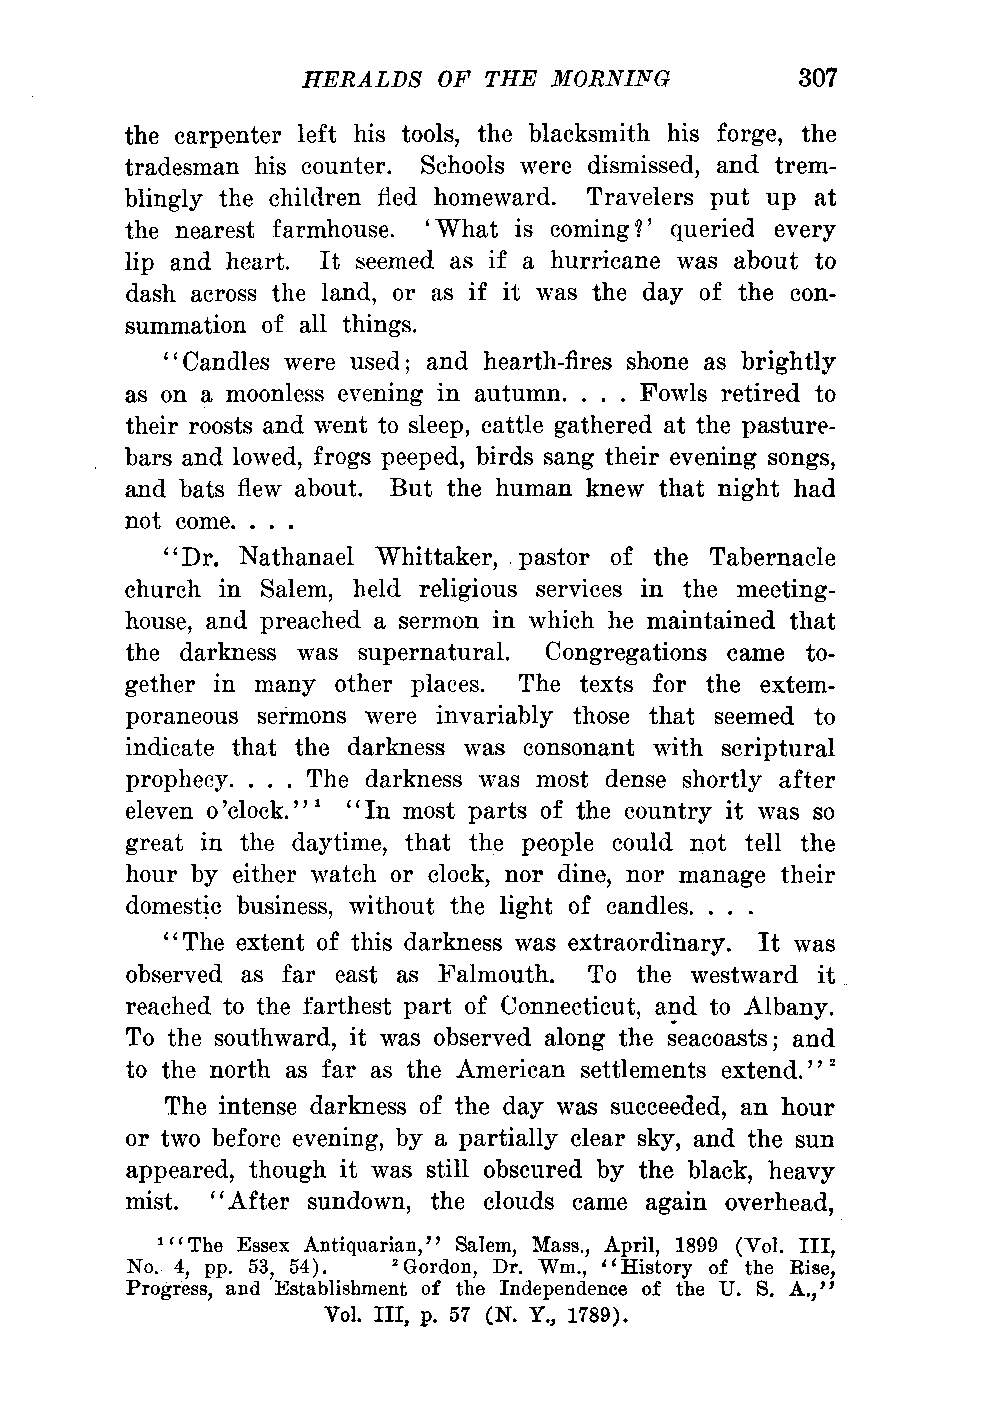 HERALDS OF THE MORNING 307
the carpenter left his tools, the blacksmith his forge, the
tradesman his counter. Schools were dismissed, and trem-
blingly the children fled homeward. Travelers put up at
the nearest farmhouse. ‘What is coming?’ queried every
lip and heart. It seemed as if a hurricane was about to
dash across the land, or as if it was the day of the con-
summation of all things.
“Candles were used; and hearth-fires shone as brightly
as on a moonless evening in autumn. . . . Fowls retired to
their roosts and went to sleep, cattle gathered at the pasture-
bars and lowed, frogs peeped, birds sang their evening songs,
and bats flew about. But the human knew that night had
not come. . . .
“Dr. Nathanael Whittaker, pastor of the Tabernacle
church in Salem, held religious services in the meeting-
house, and preached a sermon in which he maintained that
the darkness was supernatural. Congregations came to-
gether in many other places. The texts for the extem-
poraneous sermons were invariably those that seemed to
indicate that the darkness was consonant with scriptural
prophecy. . . . The darkness was most dense shortly after
eleven o’clock.”¹ “In most parts of the country it was so
great in the daytime, that the people could not tell the
hour by either watch or clock, nor dine, nor manage their
domestic business, without the light of candles. . . .
“The extent of this darkness was extraordinary. It was
observed as far east as Falmouth. To the westward it
reached to the farthest part of Connecticut, and to Albany.
To the southward, it was observed along the seacoasts; and
to the north as far as the American settlements extend.”²
The intense darkness of the day was succeeded, an hour
or two before evening, by a partially clear sky, and the sun
appeared, though it was still obscured by the black, heavy
mist. “After sundown, the clouds came again overhead,
¹“The Essex Antiquarian,” Salem, Mass., April, 1899 (Vol. III,
No. 4, pp. 53, 54). ²Gordon, Dr. Wm., “History of the Rise,
Progress, and Establishment of the Independence of the U. S. A.,”
Vol. III, p. 57 (N. Y., 1789).